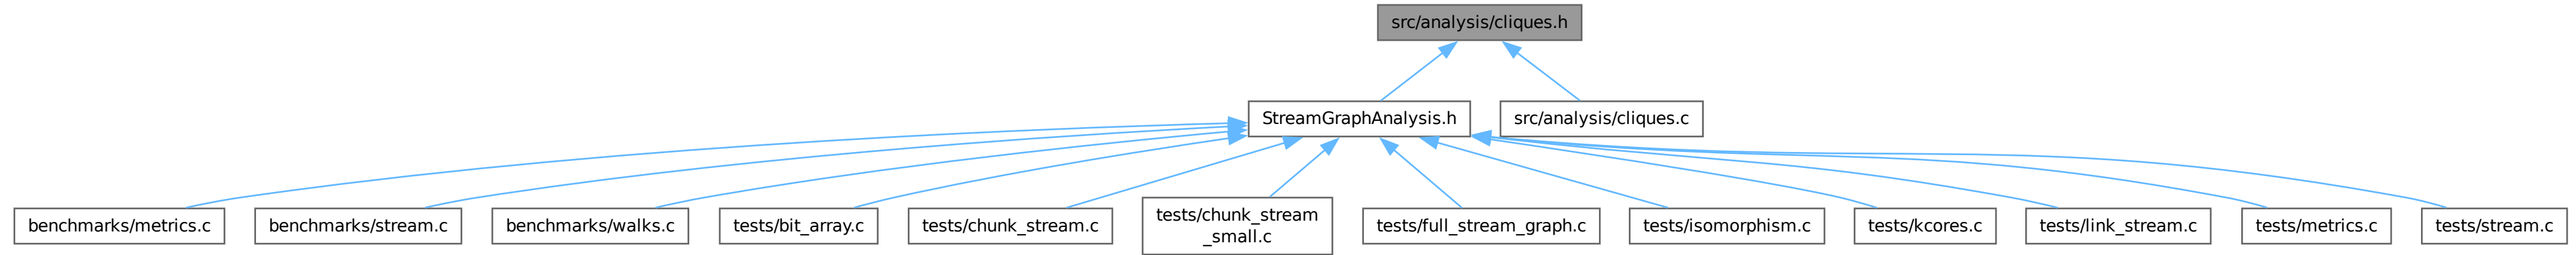 src/analysis/cliques.h
StreamGraphAnalysis.h
src/analysis/cliques.c
benchmarks/metrics.c
benchmarks/stream.c
benchmarks/walks.c
tests/bit_array.c
tests/chunk_stream.c
tests/chunk_stream
_small.c
tests/full_stream_graph.c
tests/isomorphism.c
tests/kcores.c
tests/link_stream.c
tests/metrics.c
tests/stream.c